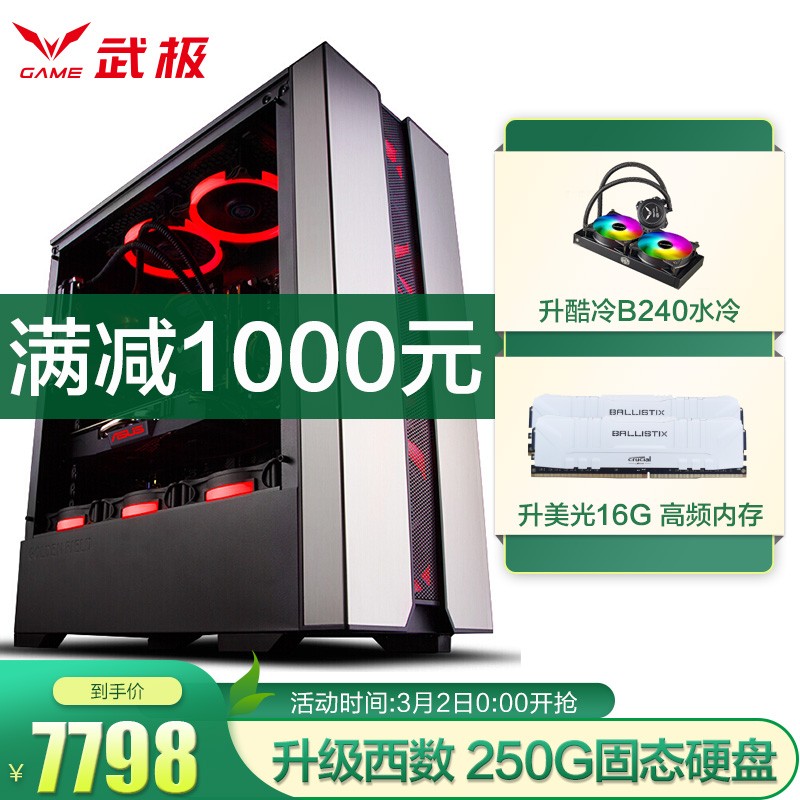 GAME 武极
升酷冷B240水冷
满减1000元
BALLISTIX
BALLISTIX
crucial
ASUS
升美光16G 高频内存
到手价
活动时间:3月2日0:00开抢
¥7798
升级西数 250G固态硬盘